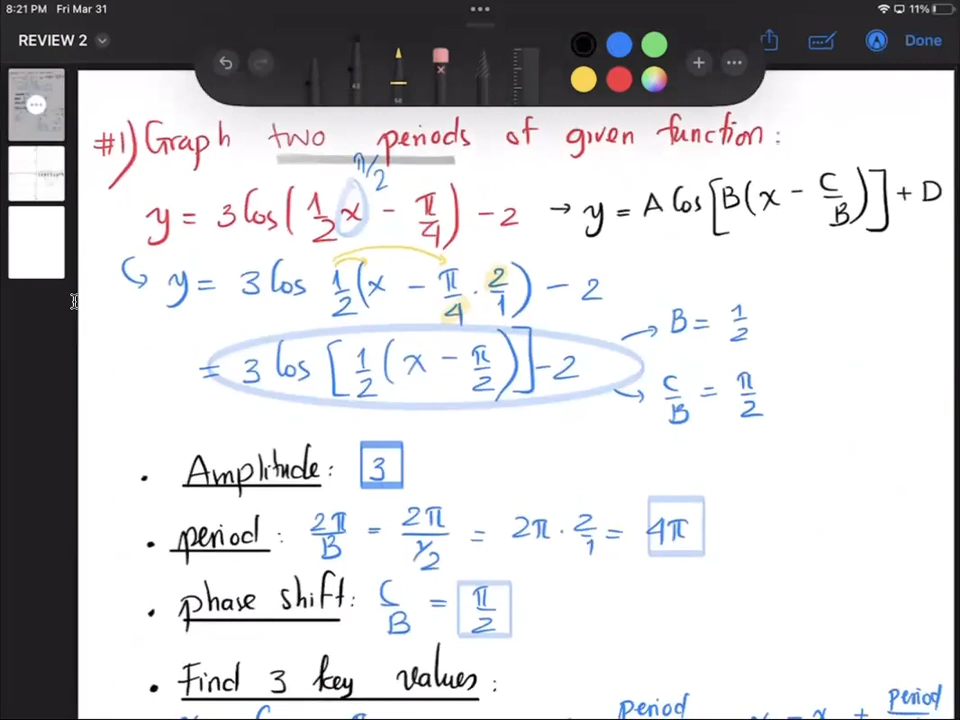 8:21 PM Fri Mar 31
11%
REVIEW 2
Done
#1) Graph two periods of given function:
π/2
y = 3 Cos( 1/2 x - π/4 ) - 2 → y = A Cos[B(x - C/B)] + D
y = 3 Cos 1/2 (x - π/4 · 2/1) - 2
= 3 Cos [1/2 (x - π/2)] - 2
B = 1/2
C/B = π/2
• Amplitude: 3
• period: 2π/B = 2π/1/2 = 2π · 2/1 = 4π
• phase shift: C/B = π/2
• Find 3 key values:
period
period